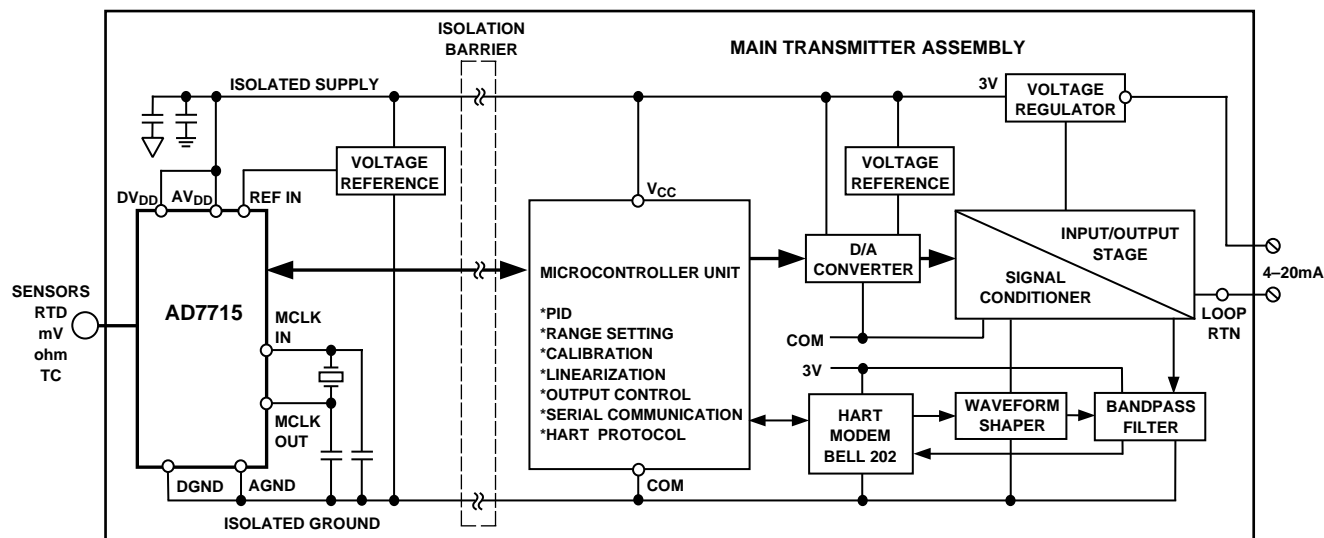 ISOLATION
BARRIER
MAIN TRANSMITTER ASSEMBLY
ISOLATED SUPPLY
3V
VOLTAGE
REGULATOR
VOLTAGE
REFERENCE
VOLTAGE
REFERENCE
DVDD
AVDD
REF IN
VCC
AD7715
MCLK
IN
MCLK
OUT
DGND
AGND
ISOLATED GROUND
SENSORS
RTD
mV
ohm
TC
MICROCONTROLLER UNIT
*PID
*RANGE SETTING
*CALIBRATION
*LINEARIZATION
*OUTPUT CONTROL
*SERIAL COMMUNICATION
*HART PROTOCOL
COM
D/A
CONVERTER
INPUT/OUTPUT
STAGE
SIGNAL
CONDITIONER
4–20mA
LOOP
RTN
COM
3V
HART
MODEM
BELL 202
WAVEFORM
SHAPER
BANDPASS
FILTER